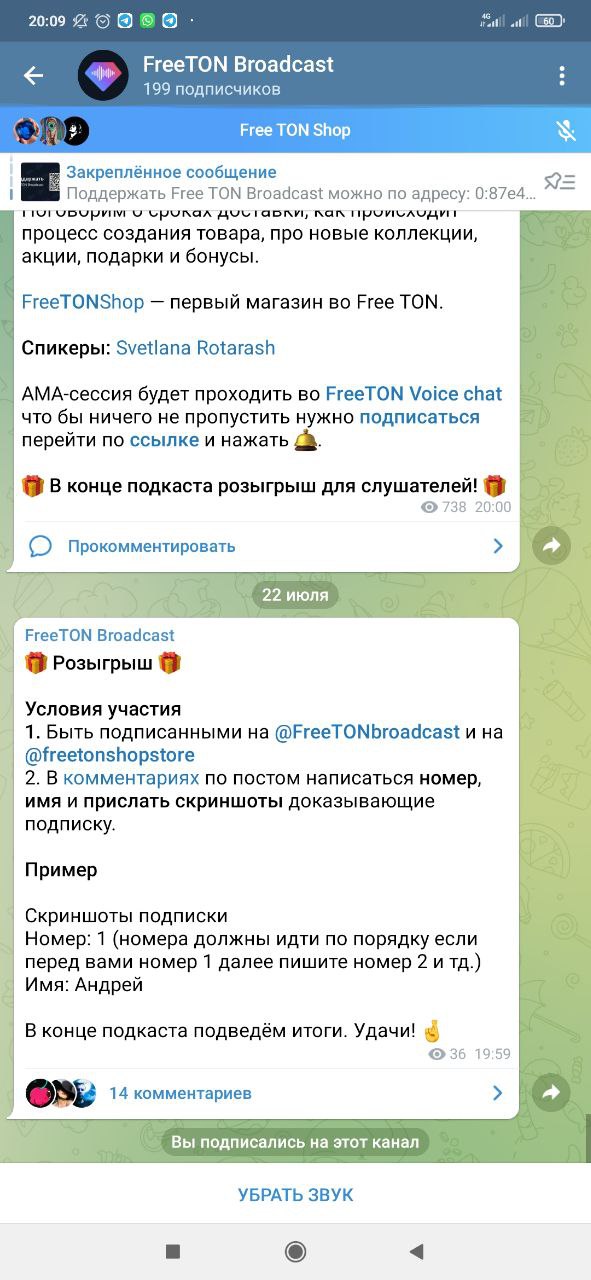 20:09
4G
60
FreeTON Broadcast
199 подписчиков
Free TON Shop
Закреплённое сообщение
Поддержать Free TON Broadcast можно по адресу: 0:87e4...
Поговорим о сроках доставки, как происходит
процесс создания товара, про новые коллекции,
акции, подарки и бонусы.
FreeTONShop — первый магазин во Free TON.
Спикеры: Svetlana Rotarash
АМА-сессия будет проходить во FreeTON Voice chat
что бы ничего не пропустить нужно подписаться
перейти по ссылке и нажать 🛎.
🎁 В конце подкаста розыгрыш для слушателей! 🎁
738 20:00
Прокомментировать
22 июля
FreeTON Broadcast
🎁 Розыгрыш 🎁
Условия участия
1. Быть подписанными на @FreeTONbroadcast и на
@freetonshopstore
2. В комментариях по постом написаться номер,
имя и прислать скриншоты доказывающие
подписку.
Пример
Скриншоты подписки
Номер: 1 (номера должны идти по порядку если
перед вами номер 1 далее пишите номер 2 и тд.)
Имя: Андрей
В конце подкаста подведём итоги. Удачи! 🤞
36 19:59
14 комментариев
Вы подписались на этот канал
УБРАТЬ ЗВУК